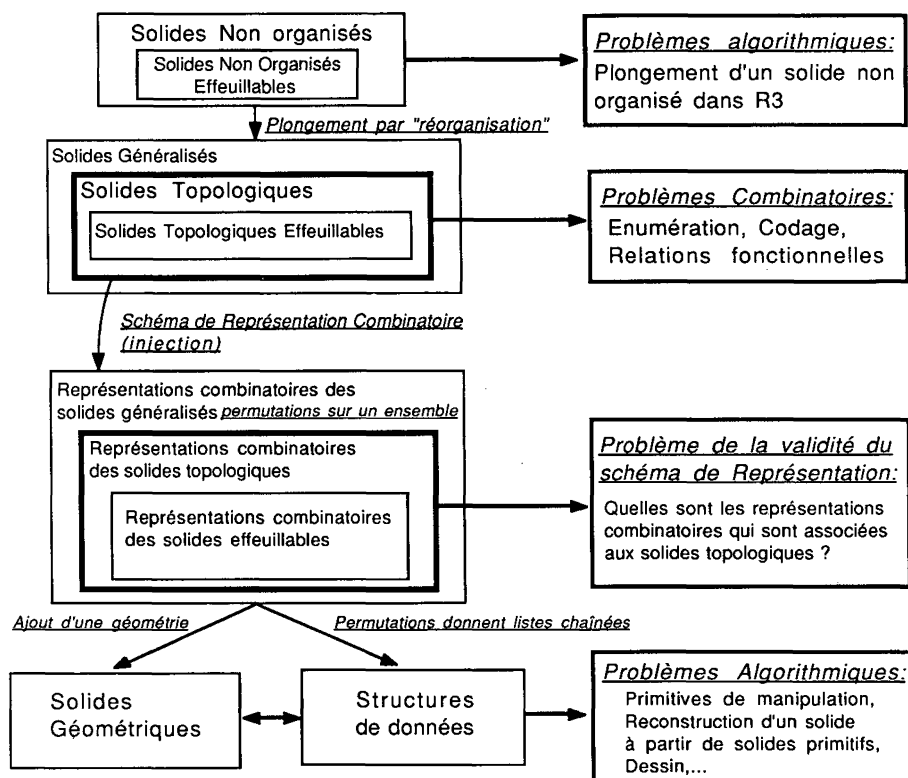 Solides Non organisés
Solides Non Organisés
Effeuillables
Problèmes algorithmiques:
Plongement d'un solide non
organisé dans R3
Plongement par "réorganisation"
Solides Généralisés
Solides Topologiques
Solides Topologiques Effeuillables
Problèmes Combinatoires:
Enumération, Codage,
Relations fonctionnelles
Schéma de Représentation Combinatoire
(injection)
Représentations combinatoires des
solides généralisés permutations sur un ensemble
Représentations combinatoires
des solides topologiques
Représentations combinatoires
des solides effeuillables
Problème de la validité du
schéma de Représentation:
Quelles sont les représentations
combinatoires qui sont associées
aux solides topologiques ?
Ajout d'une géométrie
Permutations donnent listes chaînées
Solides
Géométriques
Structures
de données
Problèmes Algorithmiques:
Primitives de manipulation,
Reconstruction d'un solide
à partir de solides primitifs,
Dessin,...